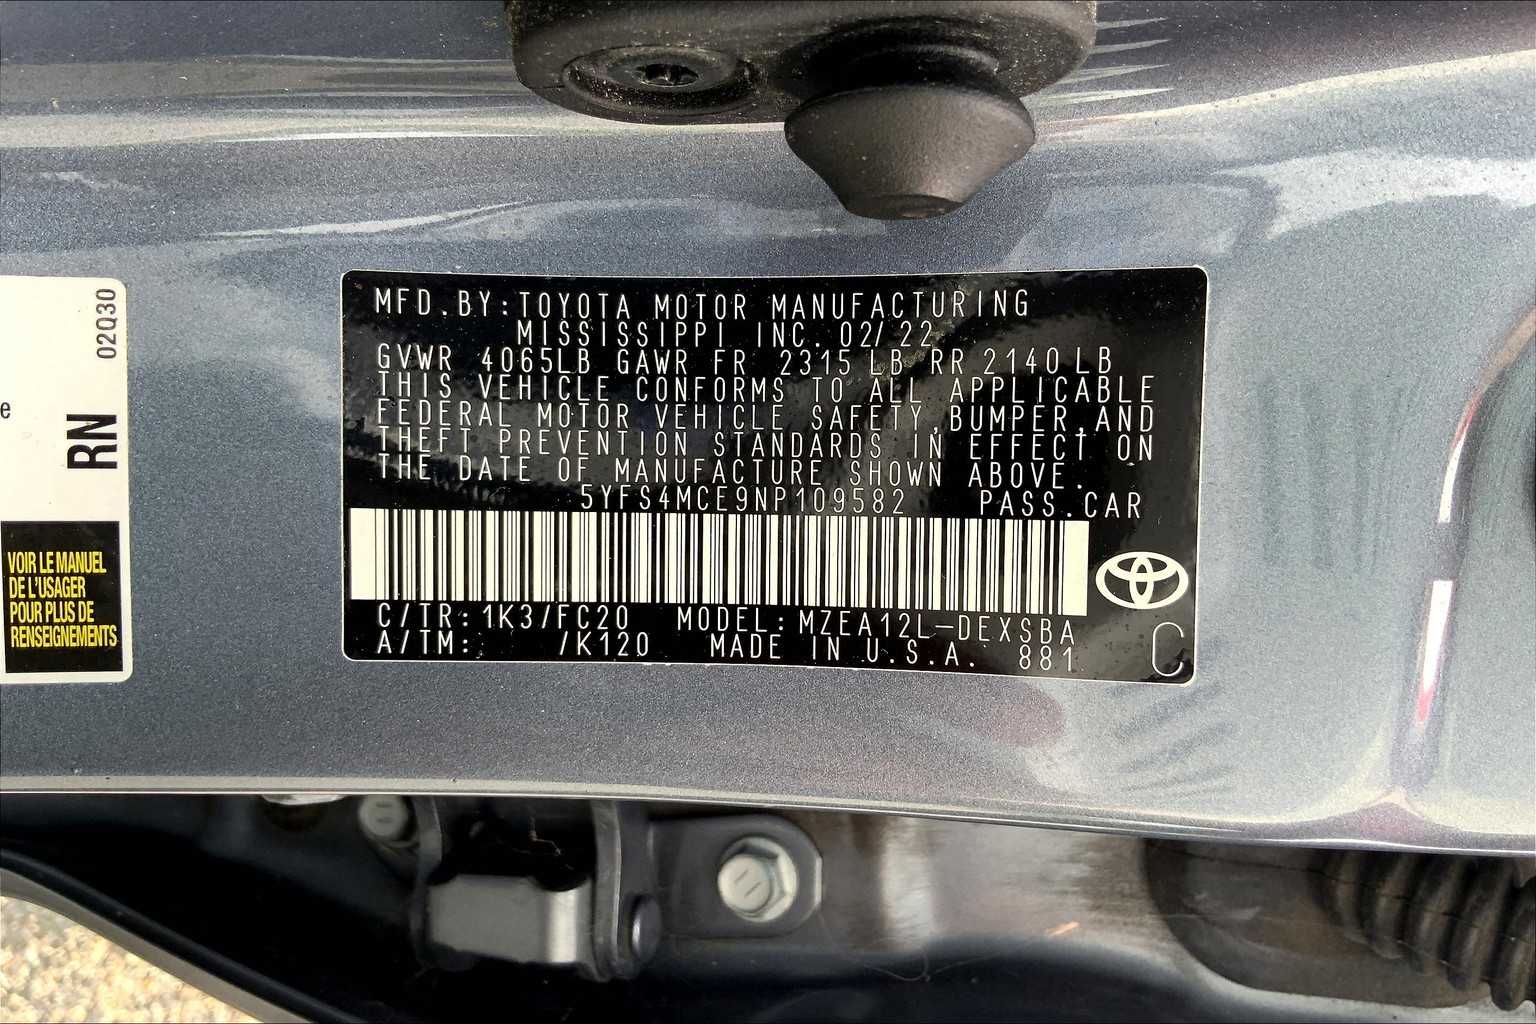 MFD.BY:TOYOTA MOTOR MANUFACTURING
MISSISSIPPI INC. 02/22
GVWR 4065LB GAWR FR 2315 LB RR 2140 LB
THIS VEHICLE CONFORMS TO ALL APPLICABLE
FEDERAL MOTOR VEHICLE SAFETY,BUMPER,AND
THEFT PREVENTION STANDARDS IN EFFECT ON
THE DATE OF MANUFACTURE SHOWN ABOVE.
5YFS4MCE9NP109582 PASS.CAR
C/TR: 1K3/FC20 MODEL: MZEA12L-DEXSBA
A/TM: /K120 MADE IN U.S.A. 881
C
02Q30
RN
e
VOIR LE MANUEL
DE L'USAGER
POUR PLUS DE
RENSEIGNEMENTS